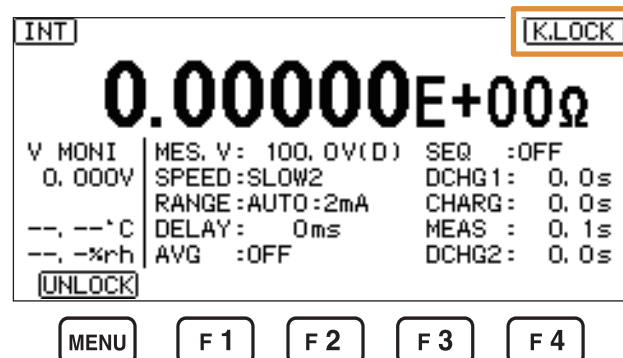 INT K.LOCK
0.00000E+00Ω
V MONI MES.V: 100.0V(D) SEQ :OFF
0.000V SPEED:SLOW2 DCHG1: 0.0s
RANGE:AUTO:2mA CHARG: 0.0s
--.--°C DELAY: 0ms MEAS : 0.1s
--.-%rh AVG :OFF DCHG2: 0.0s
UNLOCK
MENU F1 F2 F3 F4